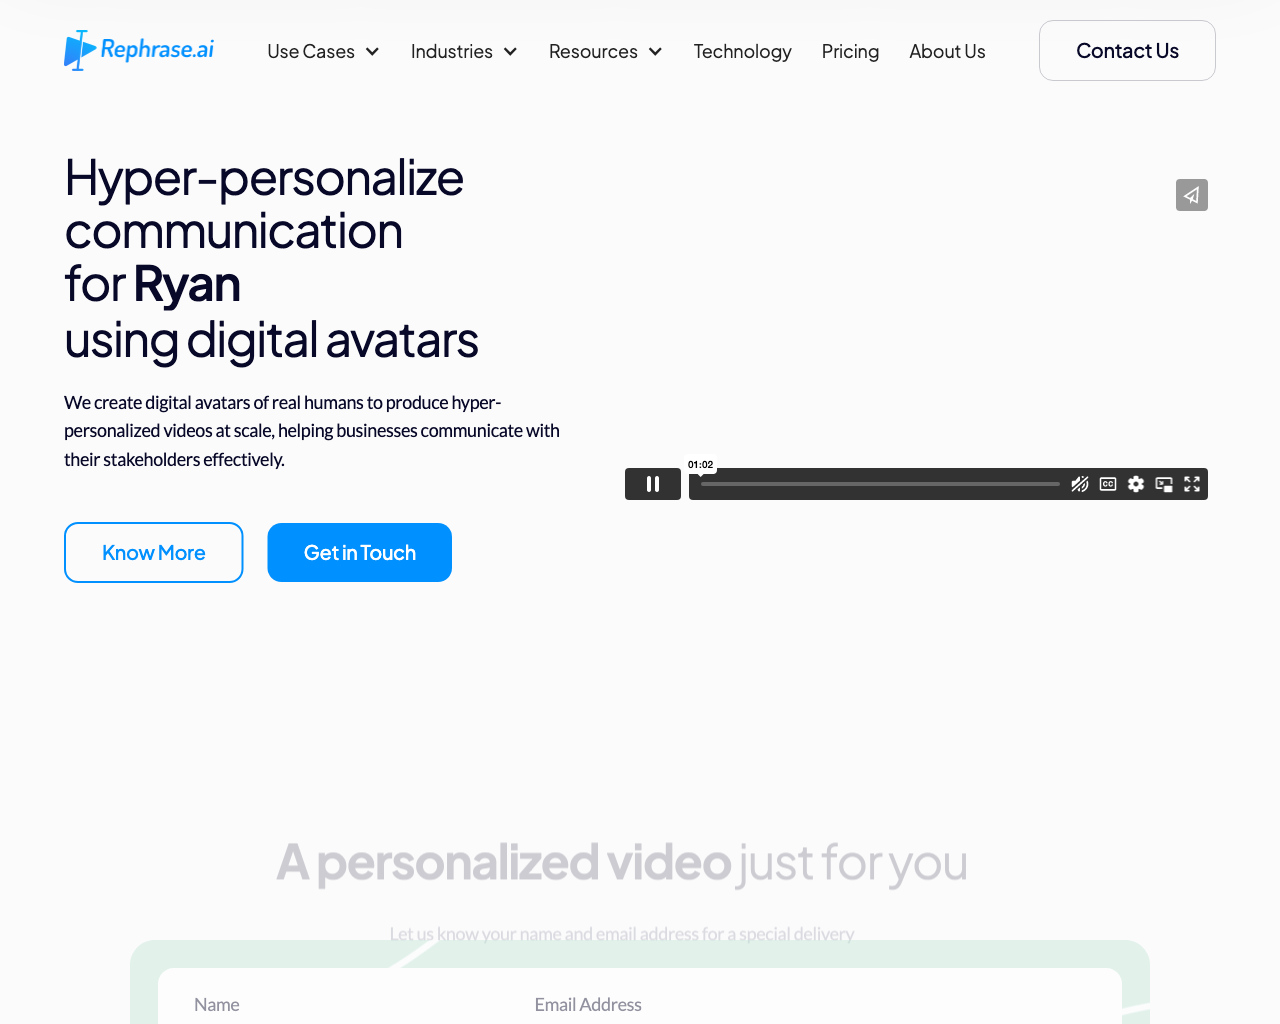 Rephrase.ai
Use Cases
Industries
Resources
Technology
Pricing
About Us
Contact Us
Hyper-personalize
communication
for Ryan
using digital avatars
We create digital avatars of real humans to produce hyper-
personalized videos at scale, helping businesses communicate with
their stakeholders effectively.
01:02
CC
Know More
Get in Touch
A personalized video just for you
Let us know your name and email address for a special delivery
Name
Email Address